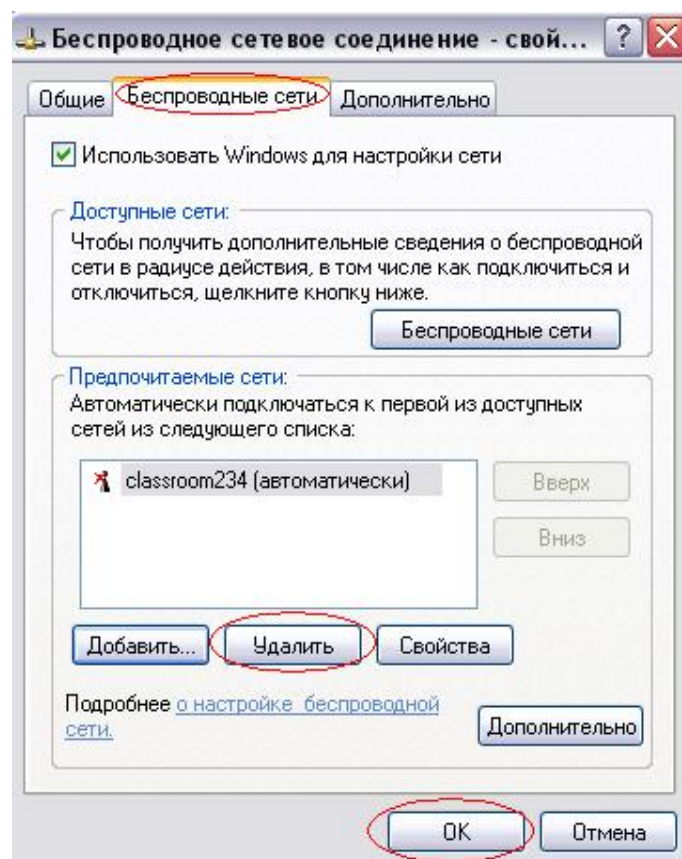 Беспроводное сетевое соединение - свой... ?
Общие Беспроводные сети Дополнительно
Использовать Windows для настройки сети
Доступные сети:
Чтобы получить дополнительные сведения о беспроводной
сети в радиусе действия, в том числе как подключиться и
отключиться, щелкните кнопку ниже.
Беспроводные сети
Предпочитаемые сети:
Автоматически подключаться к первой из доступных
сетей из следующего списка:
classroom234 (автоматически)
Вверх
Вниз
Добавить... Удалить Свойства
Подробнее о настройке беспроводной
сети.
Дополнительно
OK Отмена